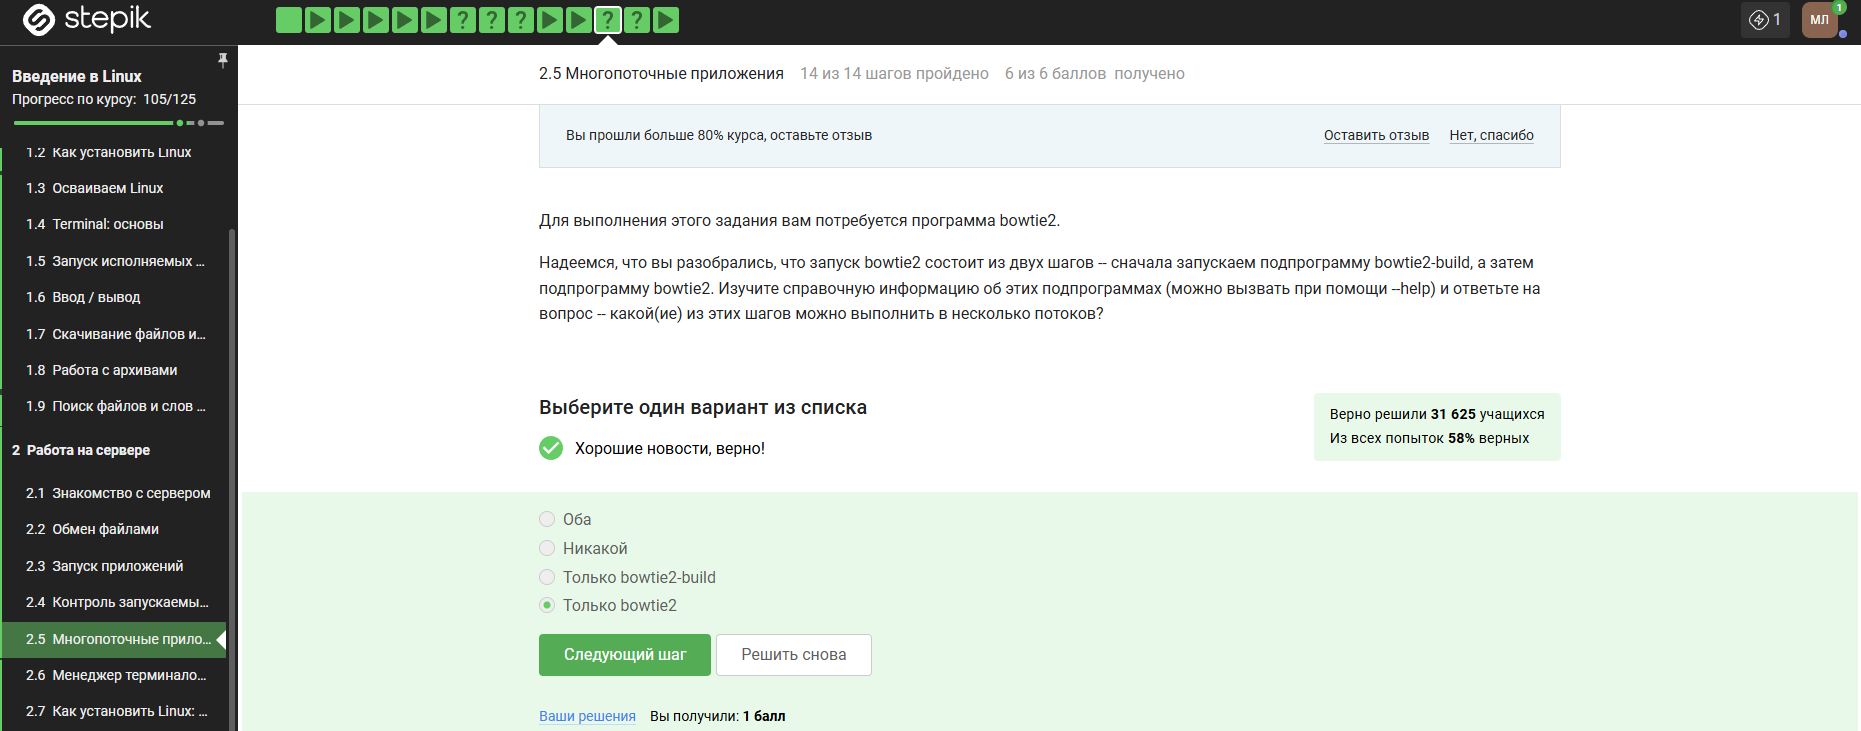 stepik
? ? ? ? ?
1
МЛ
1
Введение в Linux
Прогресс по курсу: 105/125
1.2 Как установить Linux
1.3 Осваиваем Linux
1.4 Terminal: основы
1.5 Запуск исполняемых ...
1.6 Ввод / вывод
1.7 Скачивание файлов и...
1.8 Работа с архивами
1.9 Поиск файлов и слов ...
2 Работа на сервере
2.1 Знакомство с сервером
2.2 Обмен файлами
2.3 Запуск приложений
2.4 Контроль запускаемы...
2.5 Многопоточные прило...
2.6 Менеджер терминало...
2.7 Как установить Linux: ...
2.5 Многопоточные приложения 14 из 14 шагов пройдено 6 из 6 баллов получено
Вы прошли больше 80% курса, оставьте отзыв Оставить отзыв Нет, спасибо
Для выполнения этого задания вам потребуется программа bowtie2.
Надеемся, что вы разобрались, что запуск bowtie2 состоит из двух шагов -- сначала запускаем подпрограмму bowtie2-build, а затем
подпрограмму bowtie2. Изучите справочную информацию об этих подпрограммах (можно вызвать при помощи --help) и ответьте на
вопрос -- какой(ие) из этих шагов можно выполнить в несколько потоков?
Выберите один вариант из списка
Хорошие новости, верно!
Верно решили 31 625 учащихся
Из всех попыток 58% верных
Оба
Никакой
Только bowtie2-build
Только bowtie2
Следующий шаг Решить снова
Ваши решения Вы получили: 1 балл